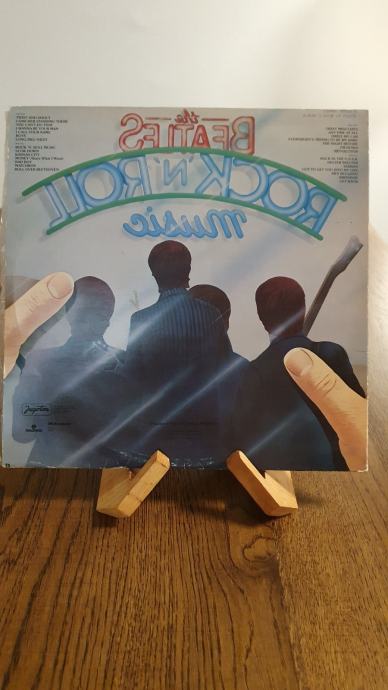 TWIST AND SHOUT
I SAW HER STANDING THERE
YOU CAN'T DO THAT
I WANNA BE YOUR MAN
I CALL YOUR NAME
BOYS
LONG TALL SALLY
ROCK 'N' ROLL MUSIC
SLOW DOWN
KANSAS CITY
MONEY (That's What I Want)
BAD BOY
MATCHBOX
ROLL OVER BEETHOVEN
DIZZY MISS LIZZY
ANY TIME AT ALL
DRIVE MY CAR
EVERYBODY'S TRYING TO BE MY BABY
THE NIGHT BEFORE
I'M DOWN
REVOLUTION
BACK IN THE U.S.S.R.
HELTER SKELTER
TAXMAN
GOT TO GET YOU INTO MY LIFE
HEY BULLDOG
BIRTHDAY
GET BACK
the
BEATLES
ROCK 'N' ROLL
music
Jugoton